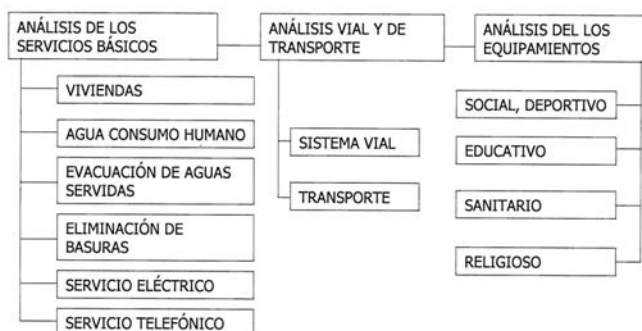 ANÁLISIS DE LOS
SERVICIOS BÁSICOS
VIVIENDAS
AGUA CONSUMO HUMANO
EVACUACIÓN DE AGUAS
SERVIDAS
ELIMINACIÓN DE
BASURAS
SERVICIO ELÉCTRICO
SERVICIO TELEFÓNICO
ANÁLISIS VIAL Y DE
TRANSPORTE
SISTEMA VIAL
TRANSPORTE
ANÁLISIS DEL LOS
EQUIPAMIENTOS
SOCIAL, DEPORTIVO
EDUCATIVO
SANITARIO
RELIGIOSO